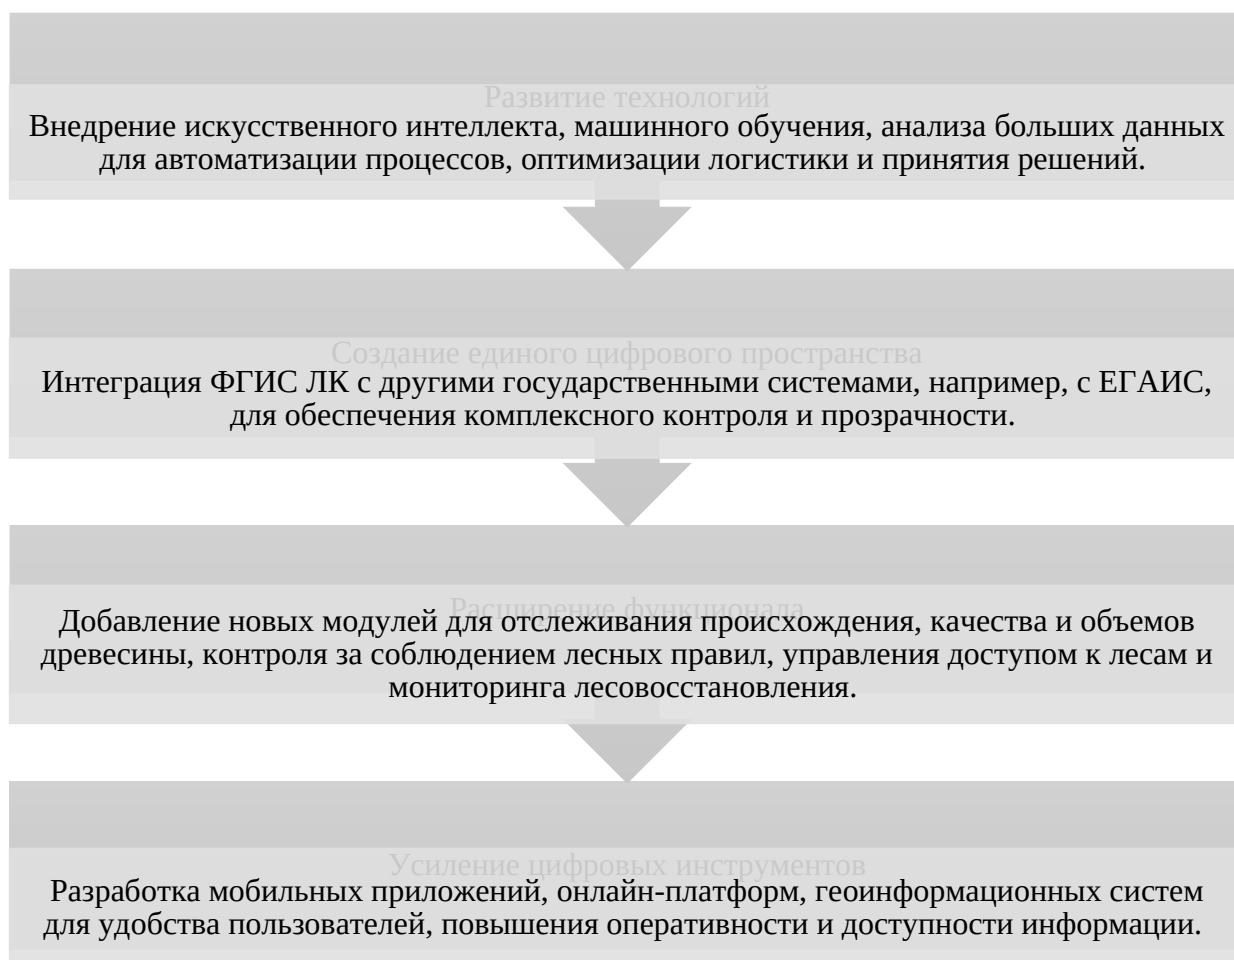 Развитие технологий
Внедрение искусственного интеллекта, машинного обучения, анализа больших данных
для автоматизации процессов, оптимизации логистики и принятия решений.
Создание единого цифрового пространства
Интеграция ФГИС ЛК с другими государственными системами, например, с ЕГАИС,
для обеспечения комплексного контроля и прозрачности.
Расширение функционала
Добавление новых модулей для отслеживания происхождения, качества и объемов
древесины, контроля за соблюдением лесных правил, управления доступом к лесам и
мониторинга лесовосстановления.
Усиление цифровых инструментов
Разработка мобильных приложений, онлайн-платформ, геоинформационных систем
для удобства пользователей, повышения оперативности и доступности информации.